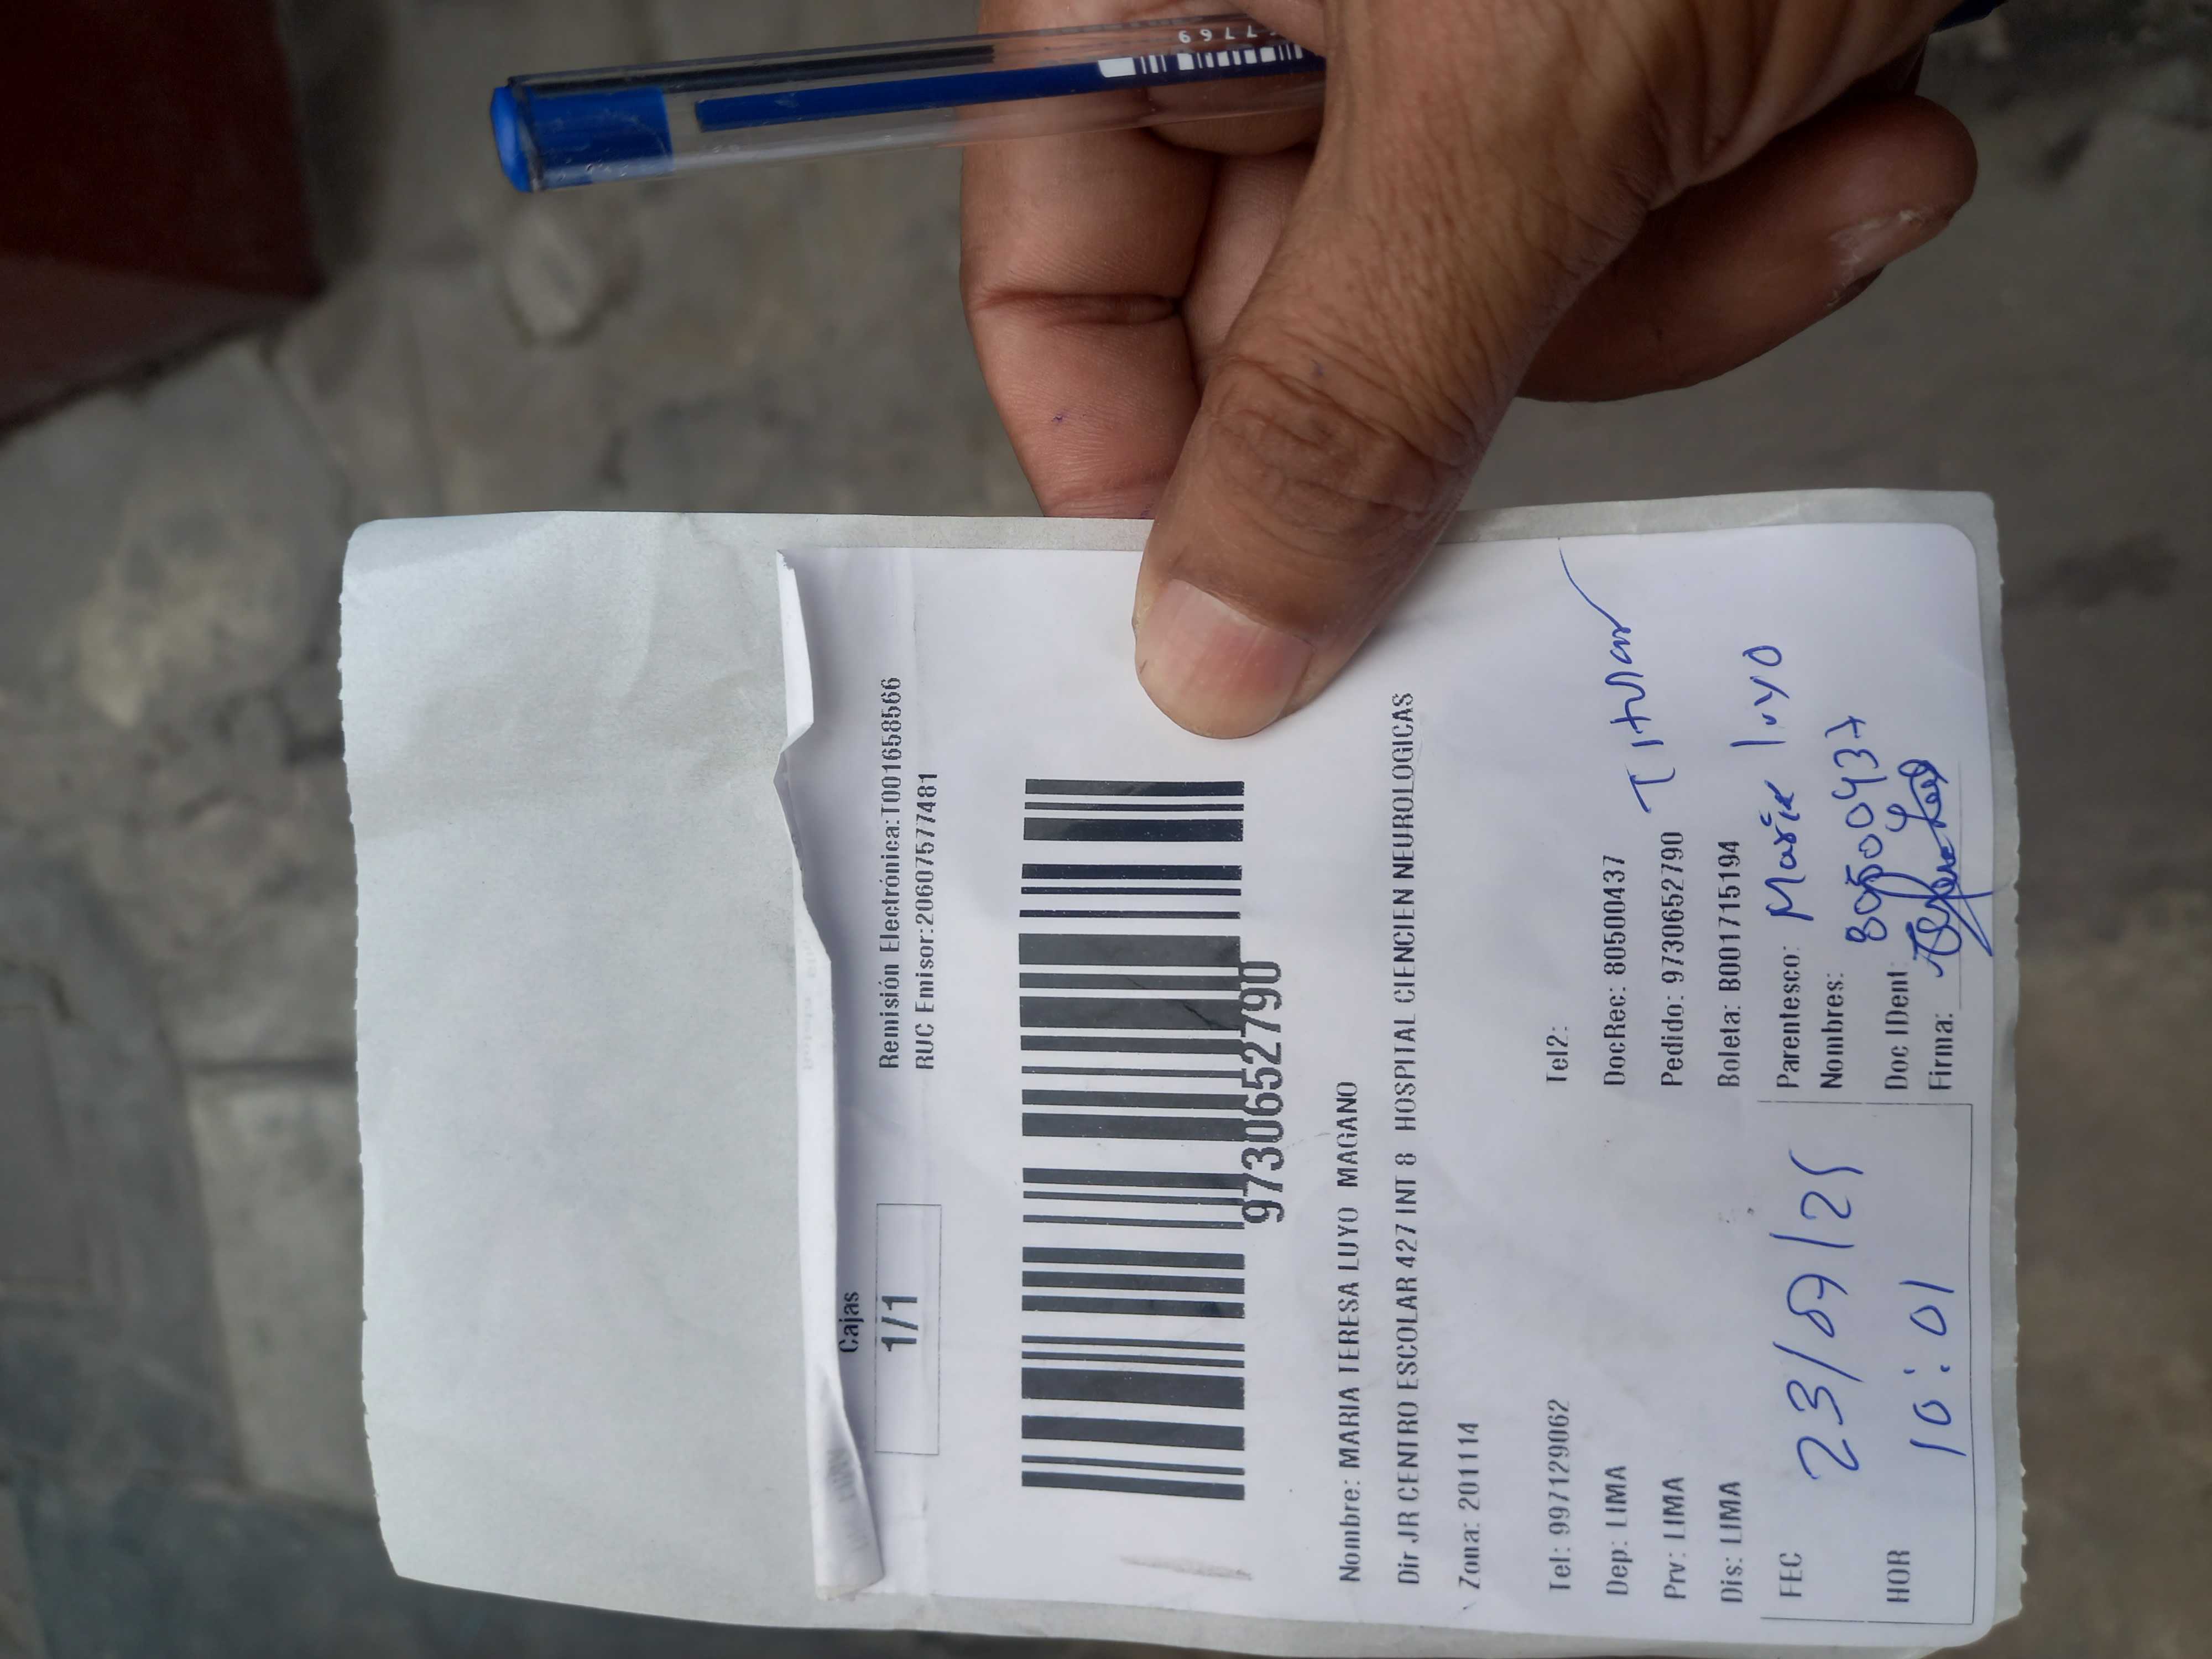 Cajas
1/1
Remisión Electrónica:T001658566
RUC Emisor:20607577481
9730652790
Nombre: MARIA TERESA LUYO MAGANO
Dir JR CENTRO ESCOLAR 427 INT 8 HOSPITAL CIENCIEN NEUROLOGICAS
Zona: 201114
Tel: 997129062 Tel2:
Dep: LIMA DocRec: 80500437
Prv: LIMA Pedido: 9730652790 Titular
Dis: LIMA Boleta: B001715194
FEC 23/09/25
HOR 10:01
Parentesco: María luyo
Nombres:
Doc IDent: 80500437
Firma:
7769